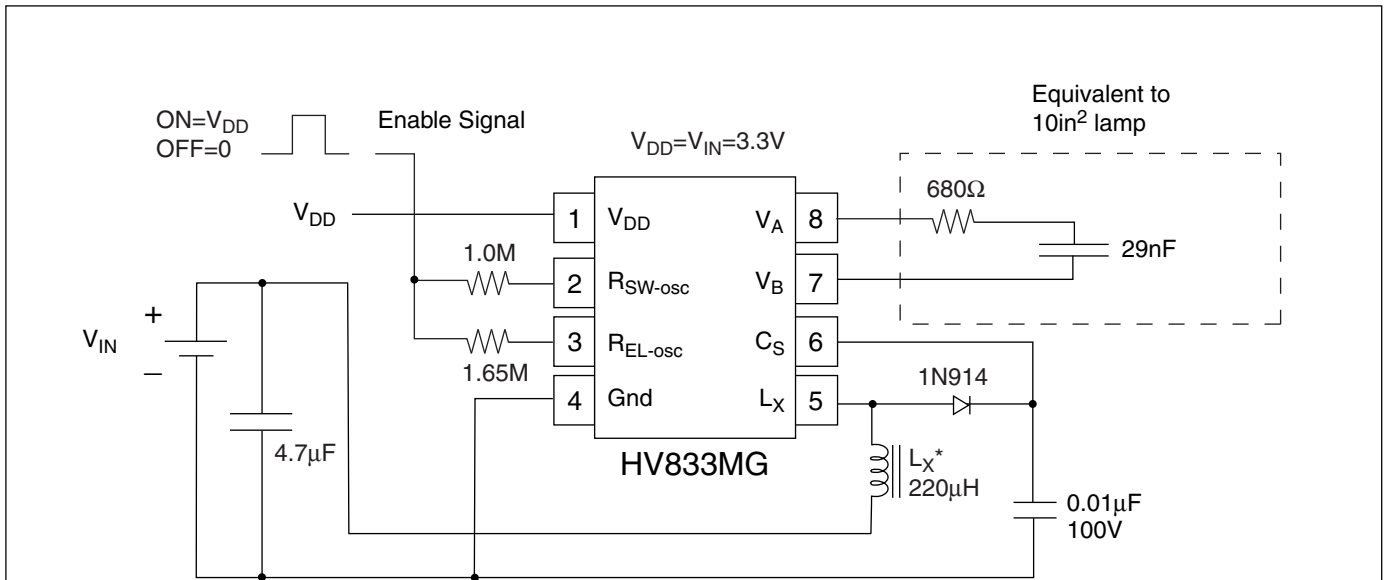 ON=V_DD
OFF=0
Enable Signal
V_DD=V_IN=3.3V
Equivalent to
10in² lamp
V_DD
1
V_DD
V_A
8
680Ω
29nF
1.0M
2
R_SW-osc
V_B
7
+
V_IN
–
3
R_EL-osc
C_S
6
1.65M
1N914
4
Gnd
L_X
5
4.7µF
HV833MG
L_X*
220µH
0.01µF
100V